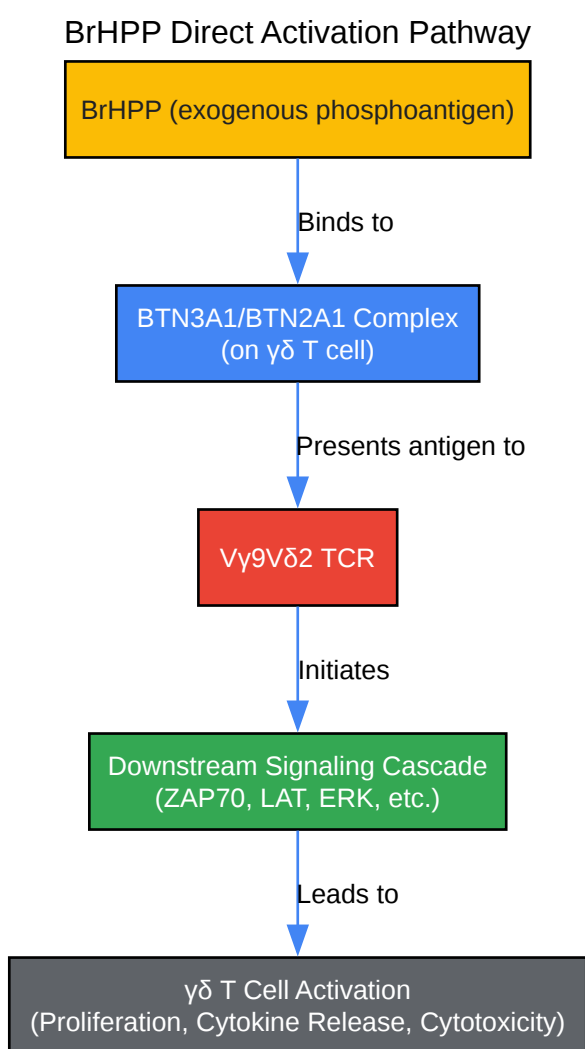 BrHPP Direct Activation Pathway
BrHPP (exogenous phosphoantigen)
Binds to
BTN3A1/BTN2A1 Complex
(on γδ T cell)
Presents antigen to
Vγ9Vδ2 TCR
Initiates
Downstream Signaling Cascade
(ZAP70, LAT, ERK, etc.)
Leads to
γδ T Cell Activation
(Proliferation, Cytokine Release, Cytotoxicity)